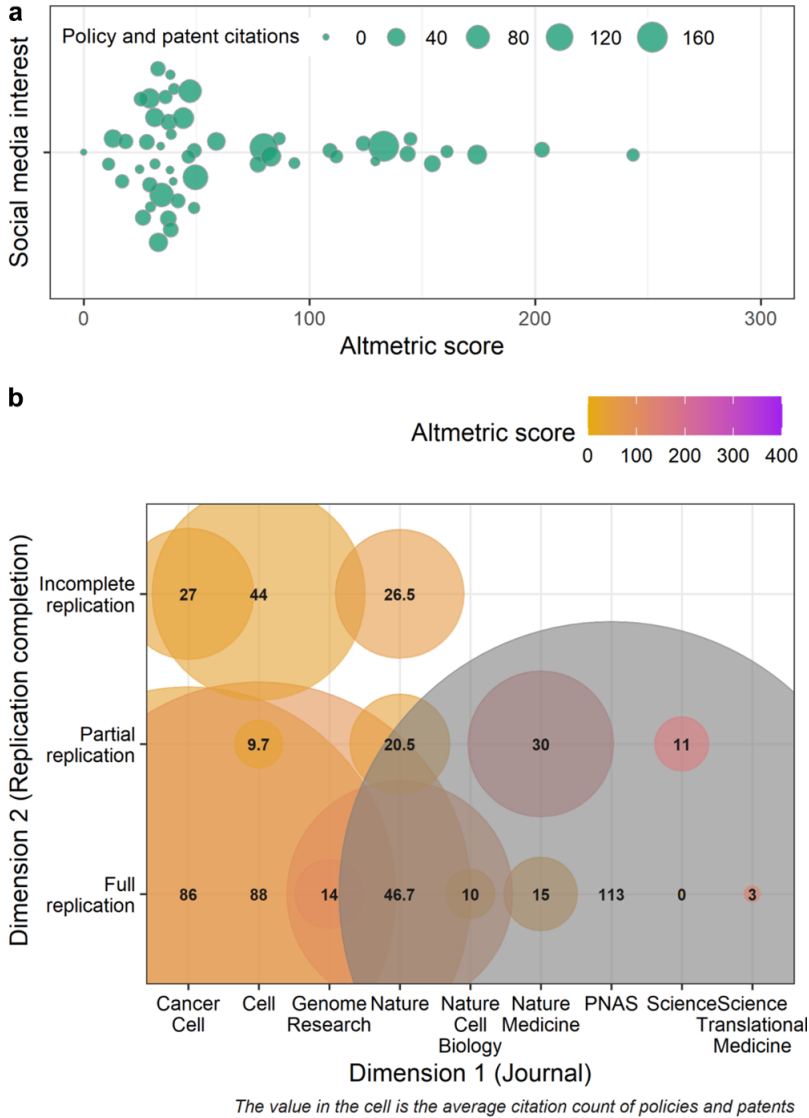 a
Policy and patent citations 0 40 80 120 160
Social media interest
0 100 200 300
Altmetric score
b
Altmetric score
0 100 200 300 400
Dimension 2 (Replication completion)
Incomplete
replication
27 44 26.5
Partial
replication
9.7 20.5 30 11
Full
replication
86 88 14 46.7 10 15 113 0 3
Cancer Cell Genome Nature Nature Nature PNAS Science Science
Cell Research Cell Medicine Translational
Biology Medicine
Dimension 1 (Journal)
The value in the cell is the average citation count of policies and patents